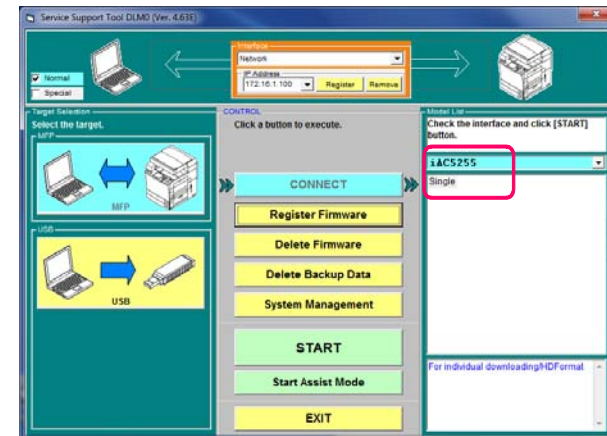 Service Support Tool DLM0 (Ver. 4.63E)
Normal
Special
Interface
Network
IP Address
172.16.1.100
Register
Remove
Target Selection
Select the target.
MFP
MFP
USB
USB
CONTROL
Click a button to execute.
CONNECT
Register Firmware
Delete Firmware
Delete Backup Data
System Management
START
Start Assist Mode
EXIT
Model List
Check the interface and click [START]
button.
iAC5255
Single
For individual downloading/HDFormat